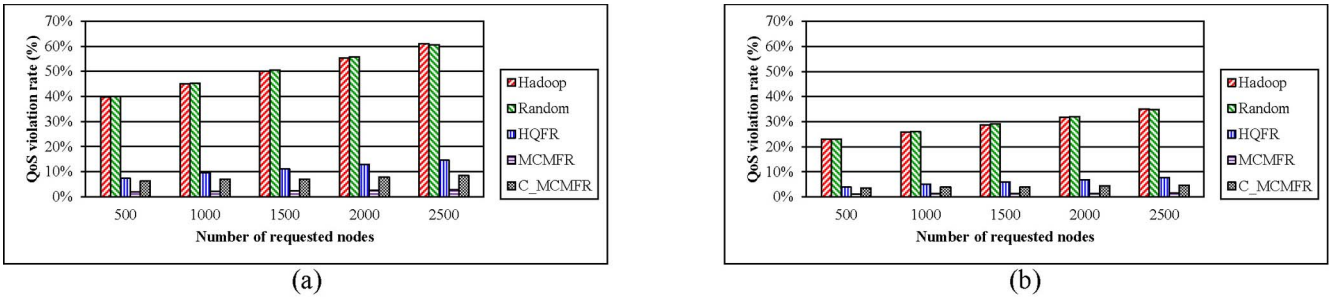 QoS violation rate (%)
70%
60%
50%
40%
30%
20%
10%
0%
500 1000 1500 2000 2500
Number of requested nodes
Hadoop
Random
HQFR
MCMFR
C_MCMFR
(a)
QoS violation rate (%)
70%
60%
50%
40%
30%
20%
10%
0%
500 1000 1500 2000 2500
Number of requested nodes
Hadoop
Random
HQFR
MCMFR
C_MCMFR
(b)